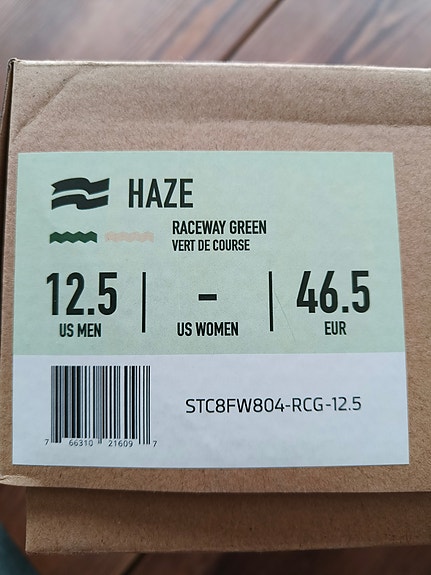 HAZE
RACEWAY GREEN
VERT DE COURSE
12.5 - 46.5
US MEN US WOMEN EUR
STC8FW804-RCG-12.5
7 66310 21609 7